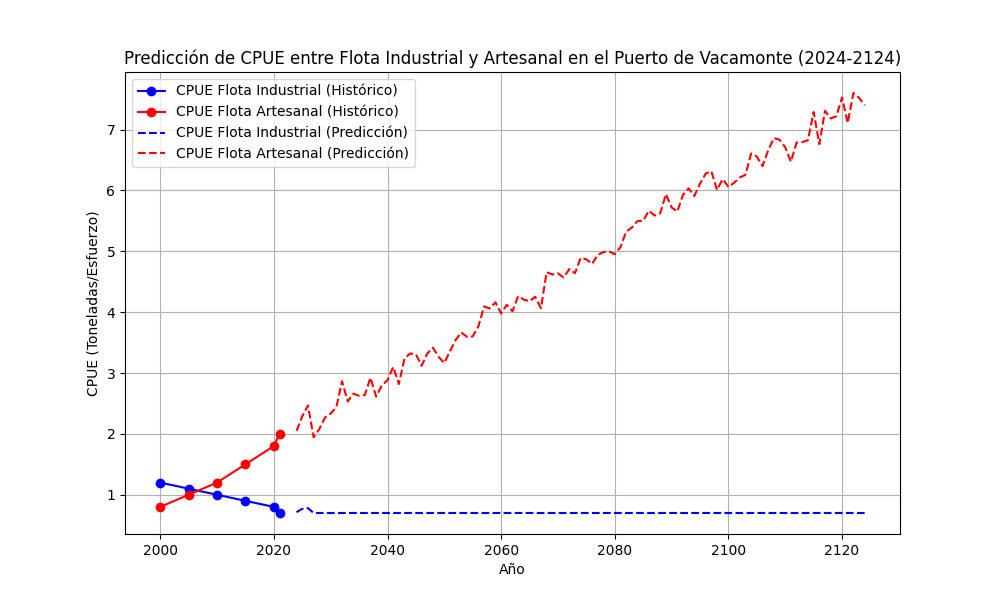 Predicción de CPUE entre Flota Industrial y Artesanal en el Puerto de Vacamonte (2024-2124)
CPUE Flota Industrial (Histórico)
CPUE Flota Artesanal (Histórico)
CPUE Flota Industrial (Predicción)
CPUE Flota Artesanal (Predicción)
CPUE (Toneladas/Esfuerzo)
7
6
5
4
3
2
1
2000 2020 2040 2060 2080 2100 2120
Año